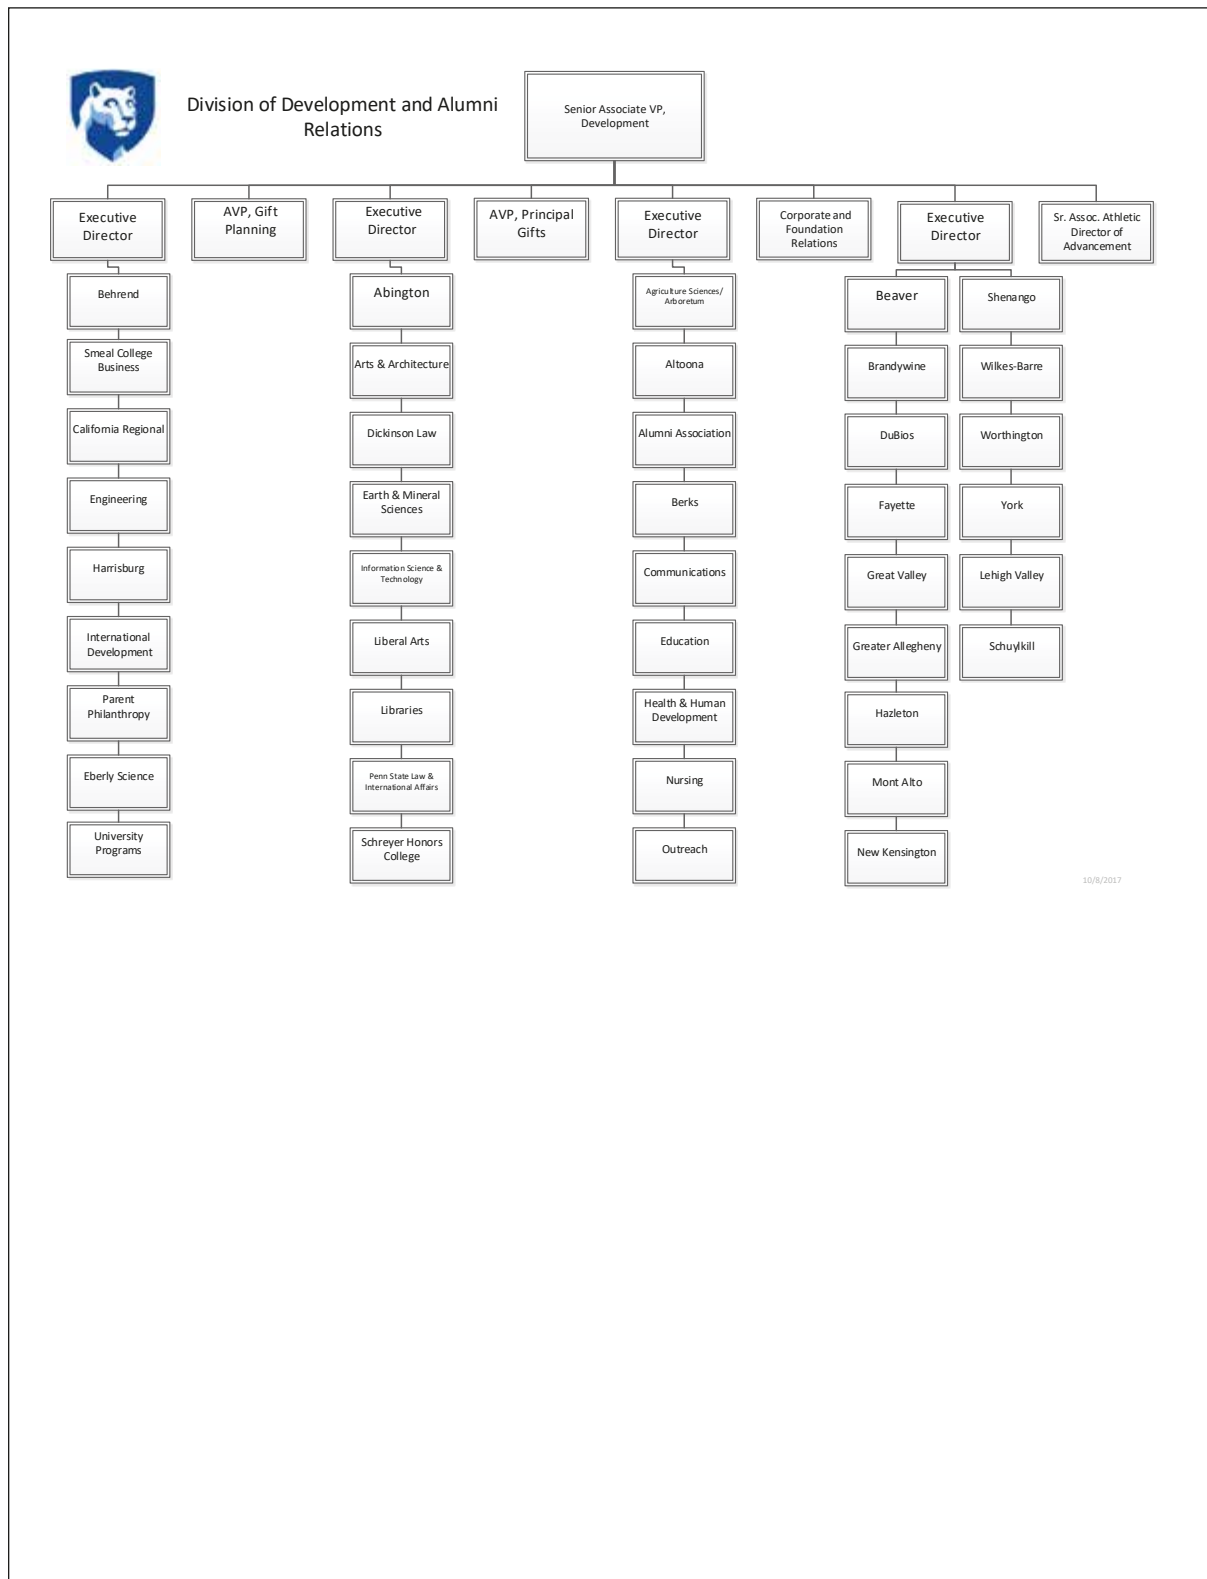 Division of Development and Alumni
Relations
Senior Associate VP,
Development
Executive
Director
AVP, Gift
Planning
Executive
Director
AVP, Principal
Gifts
Executive
Director
Corporate and
Foundation
Relations
Executive
Director
Sr. Assoc. Athletic
Director of
Advancement
Behrend
Smeal College
Business
California Regional
Engineering
Harrisburg
International
Development
Parent
Philanthropy
Eberly Science
University
Programs
Abington
Arts & Architecture
Dickinson Law
Earth & Mineral
Sciences
Information Science &
Technology
Liberal Arts
Libraries
Penn State Law &
International Affairs
Schreyer Honors
College
Agriculture Sciences/
Arboretum
Altoona
Alumni Association
Berks
Communications
Education
Health & Human
Development
Nursing
Outreach
Beaver
Brandywine
DuBios
Fayette
Great Valley
Greater Allegheny
Hazleton
Mont Alto
New Kensington
Shenango
Wilkes-Barre
Worthington
York
Lehigh Valley
Schuylkill
10/8/2017